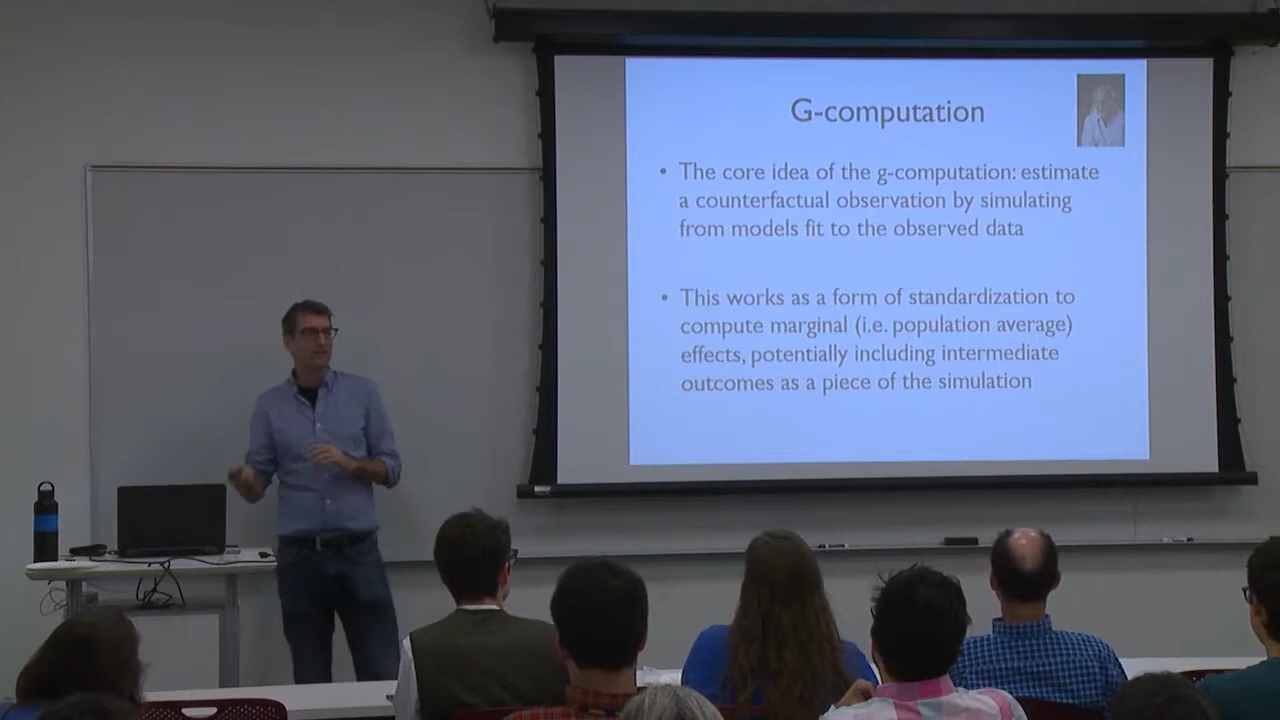 G-computation
• The core idea of the g-computation: estimate
a counterfactual observation by simulating
from models fit to the observed data
• This works as a form of standardization to
compute marginal (i.e. population average)
effects, potentially including intermediate
outcomes as a piece of the simulation